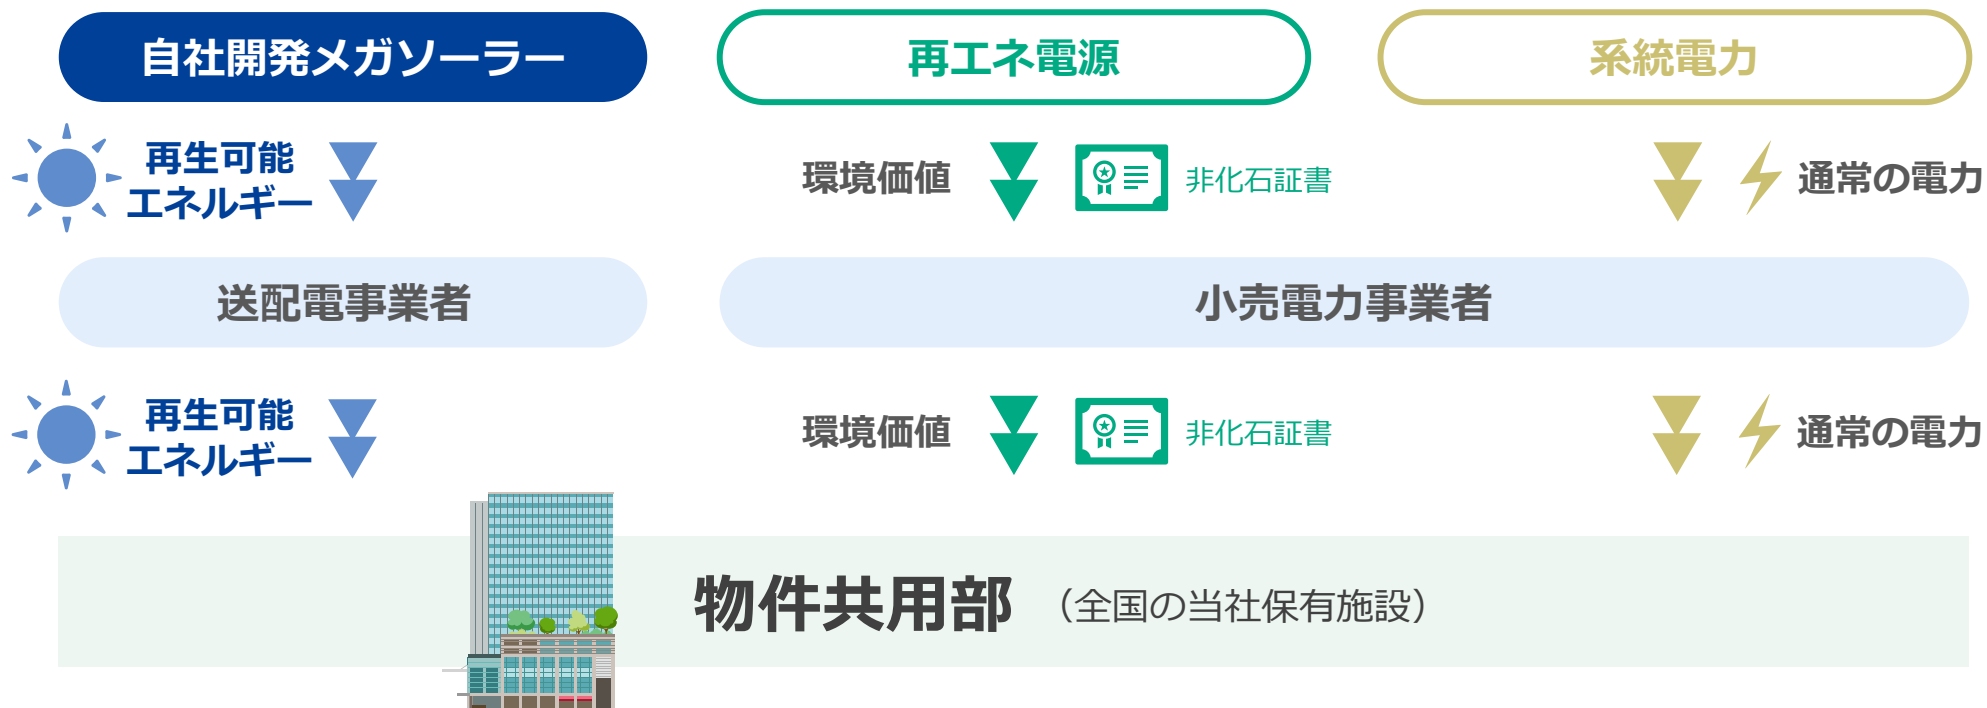 自社開発メガソーラー
再エネ電源
系統電力
再生可能
エネルギー
環境価値
非化石証書
通常の電力
送配電事業者
小売電力事業者
再生可能
エネルギー
環境価値
非化石証書
通常の電力
物件共用部（全国の当社保有施設）